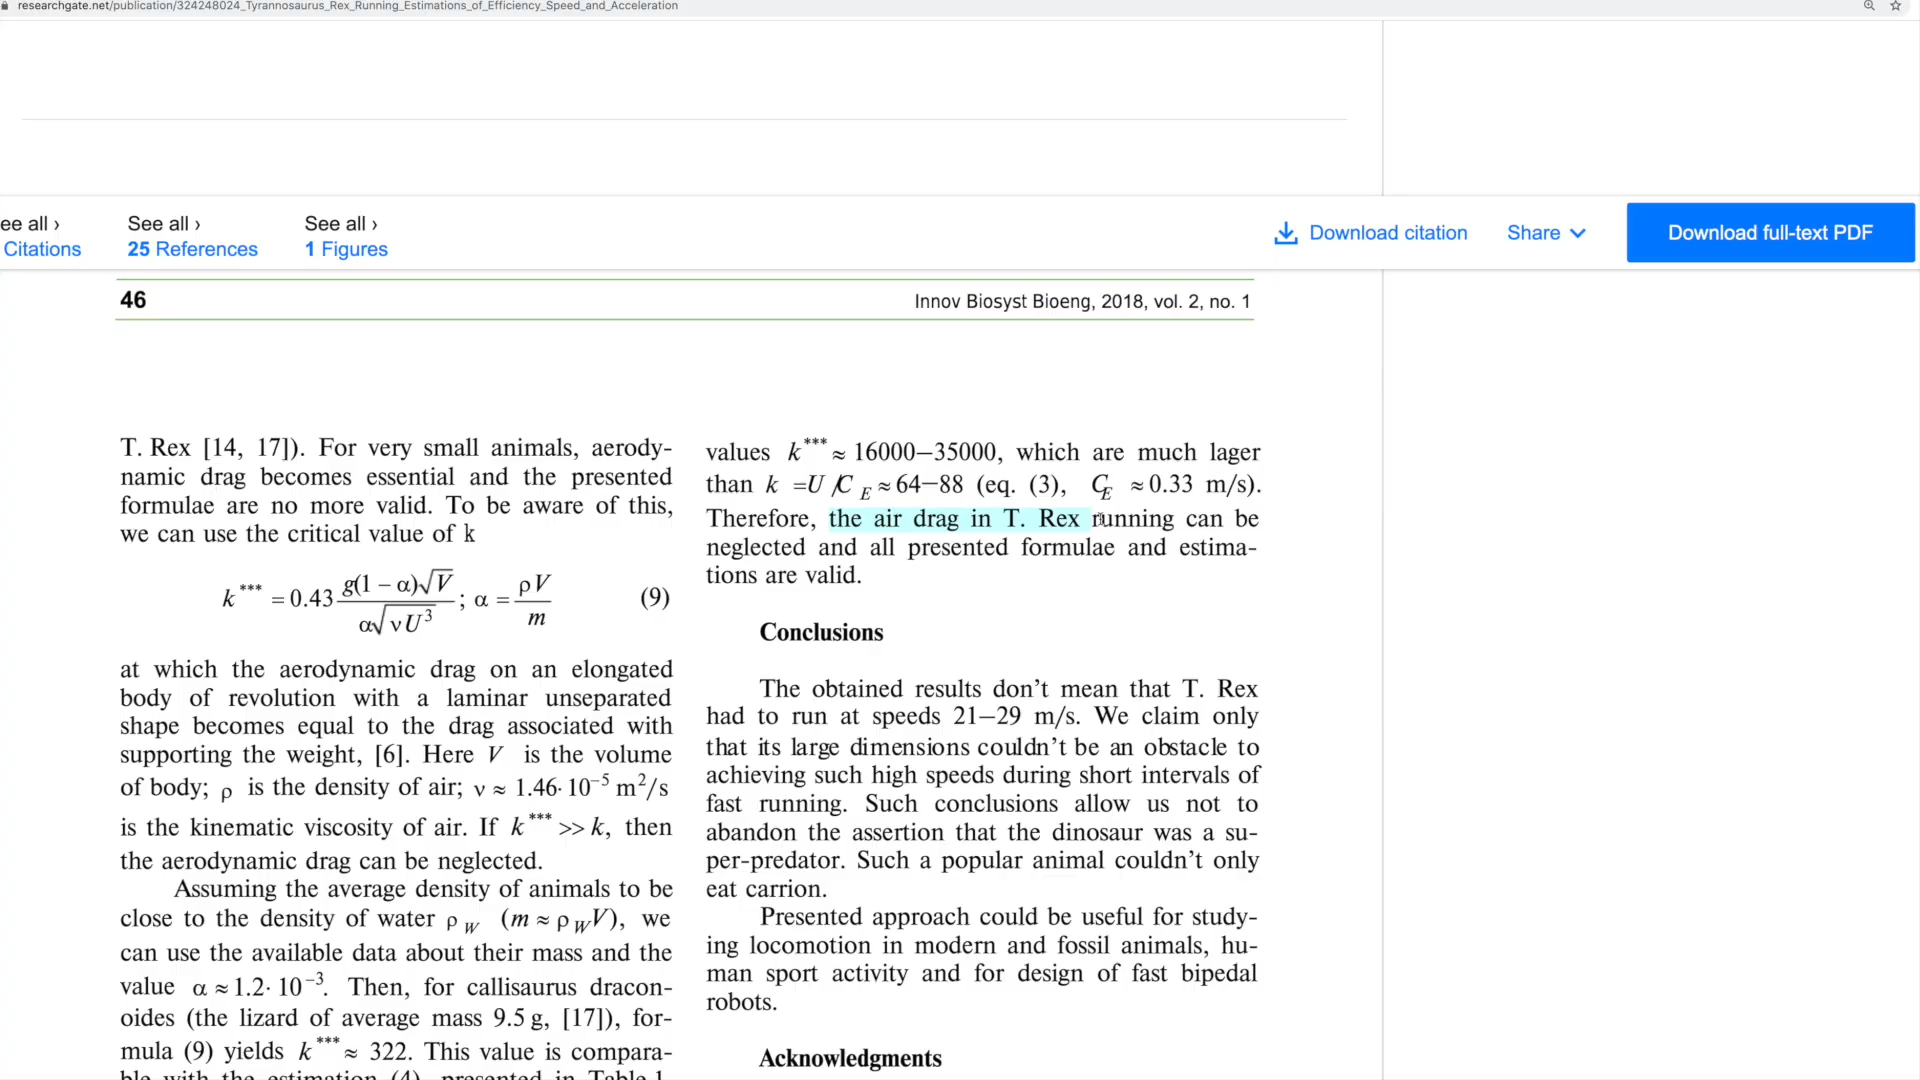 researchgate.net/publication/324248024_Tyrannosaurus_Rex_Running_Estimations_of_Efficiency_Speed_and_Acceleration
ee all ›
See all ›
See all ›
Citations
25 References
1 Figures
Download citation
Share
Download full-text PDF
46
Innov Biosyst Bioeng, 2018, vol. 2, no. 1
T. Rex [14, 17]). For very small animals, aerody-
namic drag becomes essential and the presented
formulae are no more valid. To be aware of this,
we can use the critical value of k
k*** = 0.43 g(1 − α)√V / α√νU³ ; α = ρV / m (9)
at which the aerodynamic drag on an elongated
body of revolution with a laminar unseparated
shape becomes equal to the drag associated with
supporting the weight, [6]. Here V is the volume
of body; ρ is the density of air; ν ≈ 1.46· 10⁻⁵ m²/s
is the kinematic viscosity of air. If k*** >> k, then
the aerodynamic drag can be neglected.
Assuming the average density of animals to be
close to the density of water ρ_W (m ≈ ρ_W V), we
can use the available data about their mass and the
value α ≈ 1.2· 10⁻³. Then, for callisaurus dracon-
oides (the lizard of average mass 9.5 g, [17]), for-
mula (9) yields k*** ≈ 322. This value is compara-
ble with the estimation (4), presented in Table 1.
values k*** ≈ 16000–35000, which are much lager
than k =U/C_E ≈ 64–88 (eq. (3), C_E ≈ 0.33 m/s).
Therefore, the air drag in T. Rex running can be
neglected and all presented formulae and estima-
tions are valid.
Conclusions
The obtained results don't mean that T. Rex
had to run at speeds 21–29 m/s. We claim only
that its large dimensions couldn't be an obstacle to
achieving such high speeds during short intervals of
fast running. Such conclusions allow us not to
abandon the assertion that the dinosaur was a su-
per-predator. Such a popular animal couldn't only
eat carrion.
Presented approach could be useful for study-
ing locomotion in modern and fossil animals, hu-
man sport activity and for design of fast bipedal
robots.
Acknowledgments